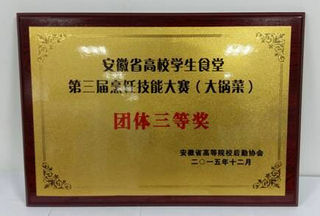 安徽省高校学生食堂
第三届烹饪技能大赛（大锅菜）
团体三等奖
安徽省高等院校后勤协会
二〇一五年十二月